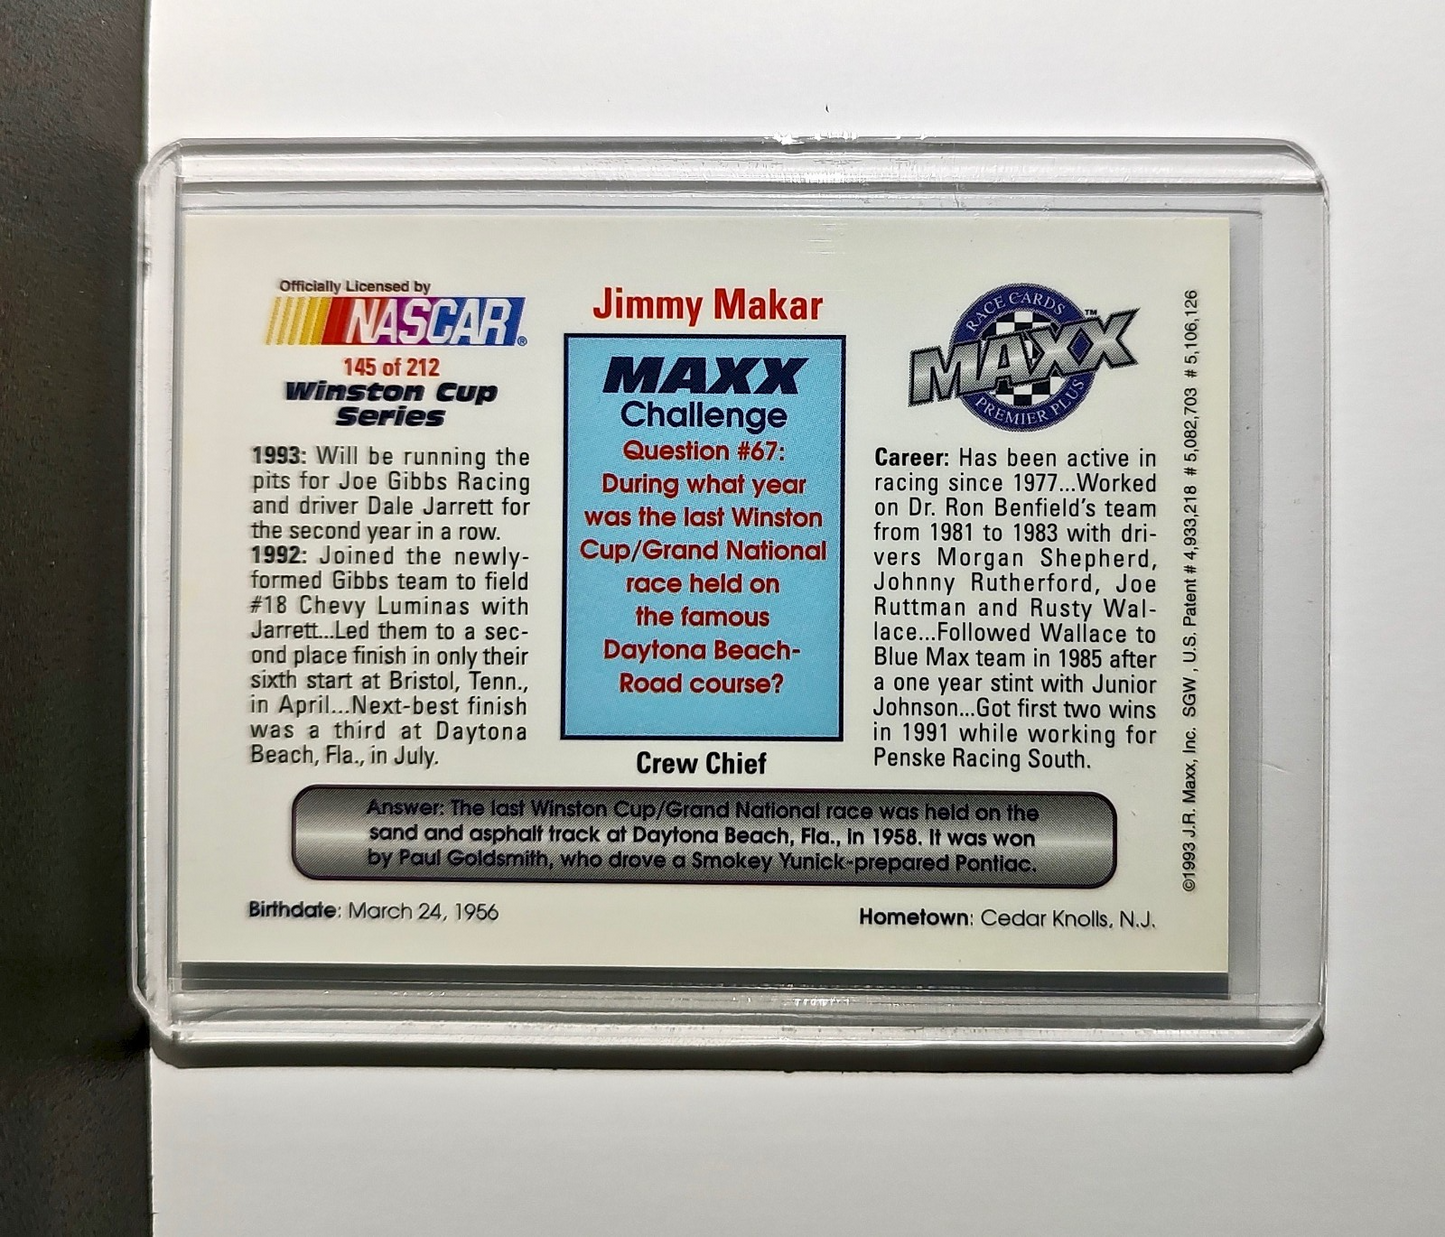 Officially Licensed by
NASCAR®
145 of 212
Winston Cup
Series
1993: Will be running the
pits for Joe Gibbs Racing
and driver Dale Jarrett for
the second year in a row.
1992: Joined the newly-
formed Gibbs team to field
#18 Chevy Luminas with
Jarrett...Led them to a sec-
ond place finish in only their
sixth start at Bristol, Tenn.,
in April...Next-best finish
was a third at Daytona
Beach, Fla., in July.
Jimmy Makar
MAXX
Challenge
Question #67:
During what year
was the last Winston
Cup/Grand National
race held on
the famous
Daytona Beach-
Road course?
Crew Chief
RACE CARDS
MAXX™
PREMIER PLUS
Career: Has been active in
racing since 1977...Worked
on Dr. Ron Benfield's team
from 1981 to 1983 with dri-
vers Morgan Shepherd,
Johnny Rutherford, Joe
Ruttman and Rusty Wal-
lace...Followed Wallace to
Blue Max team in 1985 after
a one year stint with Junior
Johnson...Got first two wins
in 1991 while working for
Penske Racing South.
Answer: The last Winston Cup/Grand National race was held on the
sand and asphalt track at Daytona Beach, Fla., in 1958. It was won
by Paul Goldsmith, who drove a Smokey Yunick-prepared Pontiac.
Birthdate: March 24, 1956
Hometown: Cedar Knolls, N.J.
©1993 J.R. Maxx, Inc. SGW, U.S. Patent # 4,933,218 # 5,082,703 # 5,106,126